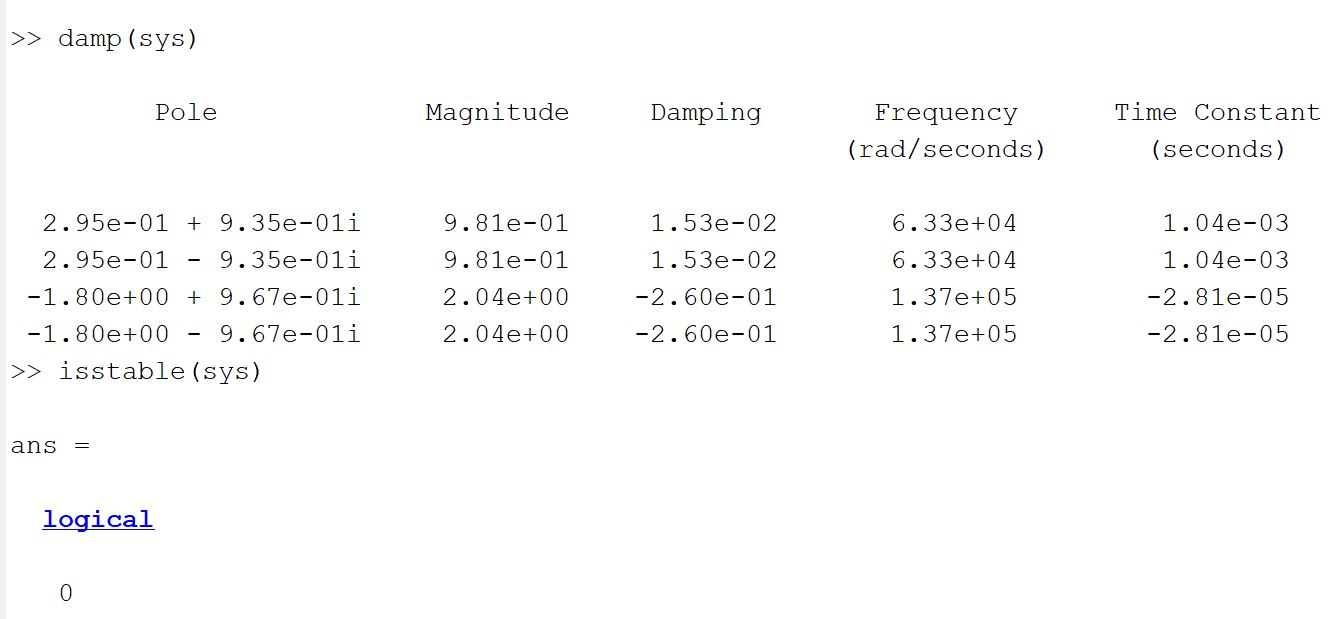 >> damp(sys)
Pole Magnitude Damping Frequency Time Constant
(rad/seconds) (seconds)
2.95e-01 + 9.35e-01i 9.81e-01 1.53e-02 6.33e+04 1.04e-03
2.95e-01 - 9.35e-01i 9.81e-01 1.53e-02 6.33e+04 1.04e-03
-1.80e+00 + 9.67e-01i 2.04e+00 -2.60e-01 1.37e+05 -2.81e-05
-1.80e+00 - 9.67e-01i 2.04e+00 -2.60e-01 1.37e+05 -2.81e-05
>> isstable(sys)
ans =
logical
0